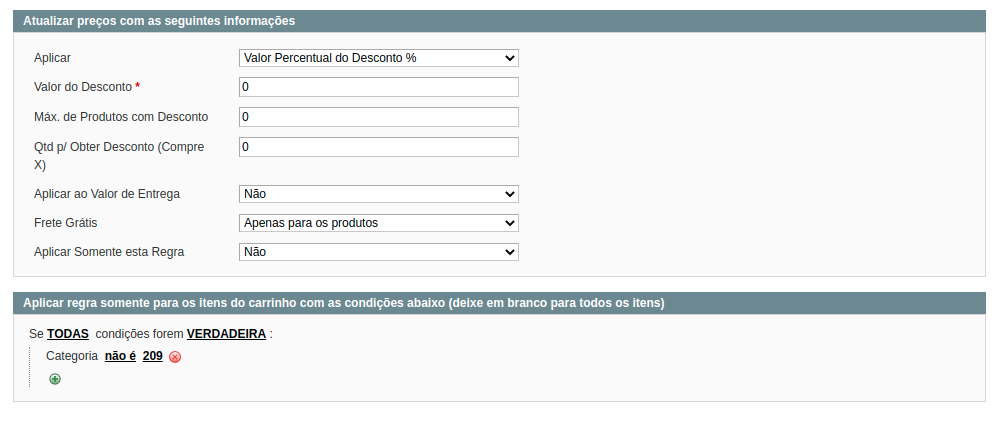 Atualizar preços com as seguintes informações
Aplicar Valor Percentual do Desconto %
Valor do Desconto * 0
Máx. de Produtos com Desconto 0
Qtd p/ Obter Desconto (Compre 0
X)
Aplicar ao Valor de Entrega Não
Frete Grátis Apenas para os produtos
Aplicar Somente esta Regra Não
Aplicar regra somente para os itens do carrinho com as condições abaixo (deixe em branco para todos os itens)
Se TODAS condições forem VERDADEIRA :
Categoria não é 209